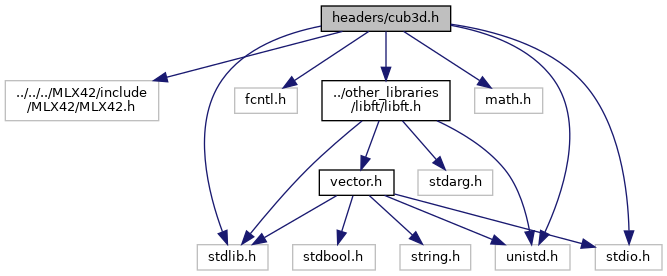 headers/cub3d.h
../../../MLX42/include
/MLX42/MLX42.h
fcntl.h
../other_libraries
/libft/libft.h
math.h
vector.h
stdarg.h
stdlib.h
stdbool.h
string.h
unistd.h
stdio.h